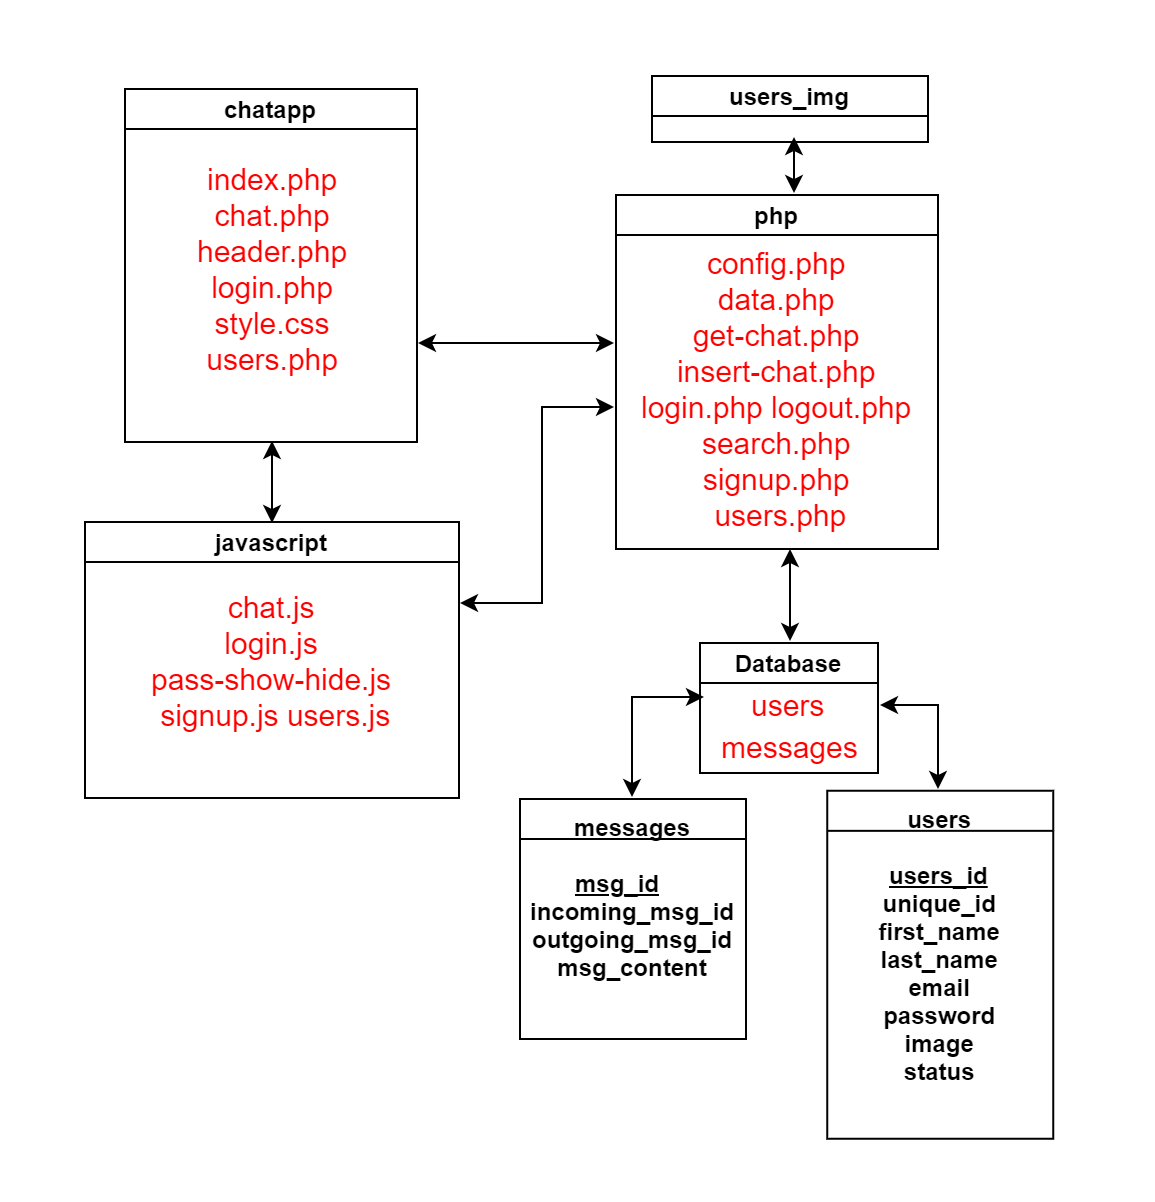 chatapp
index.php
chat.php
header.php
login.php
style.css
users.php
users_img
php
config.php
data.php
get-chat.php
insert-chat.php
login.php logout.php
search.php
signup.php
users.php
javascript
chat.js
login.js
pass-show-hide.js
signup.js users.js
Database
users
messages
messages
msg_id
incoming_msg_id
outgoing_msg_id
msg_content
users
users_id
unique_id
first_name
last_name
email
password
image
status